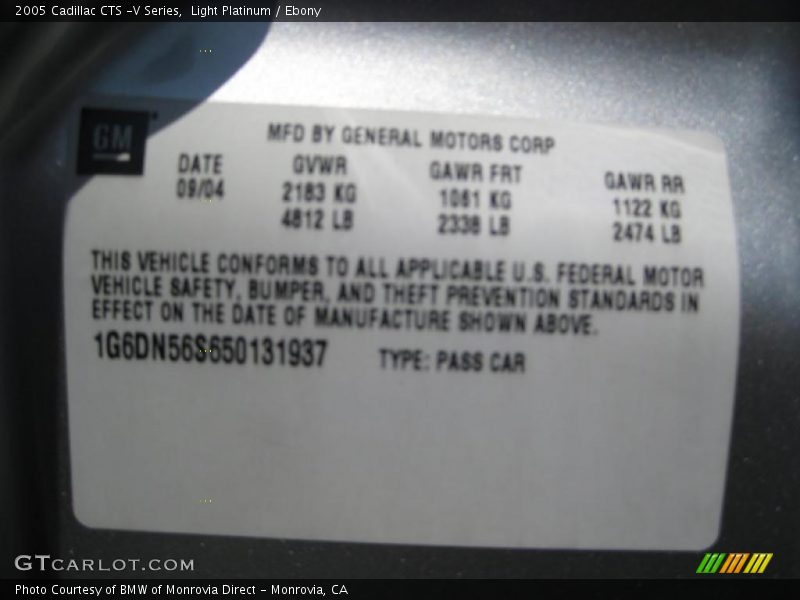 2005 Cadillac CTS -V Series, Light Platinum / Ebony
GM
MFD BY GENERAL MOTORS CORP
DATE GVWR GAWR FRT GAWR RR
09/04 2183 KG 1061 KG 1122 KG
4812 LB 2338 LB 2474 LB
THIS VEHICLE CONFORMS TO ALL APPLICABLE U.S. FEDERAL MOTOR
VEHICLE SAFETY, BUMPER, AND THEFT PREVENTION STANDARDS IN
EFFECT ON THE DATE OF MANUFACTURE SHOWN ABOVE.
1G6DN56S650131937 TYPE: PASS CAR
GTCARLOT.COM
Photo Courtesy of BMW of Monrovia Direct - Monrovia, CA